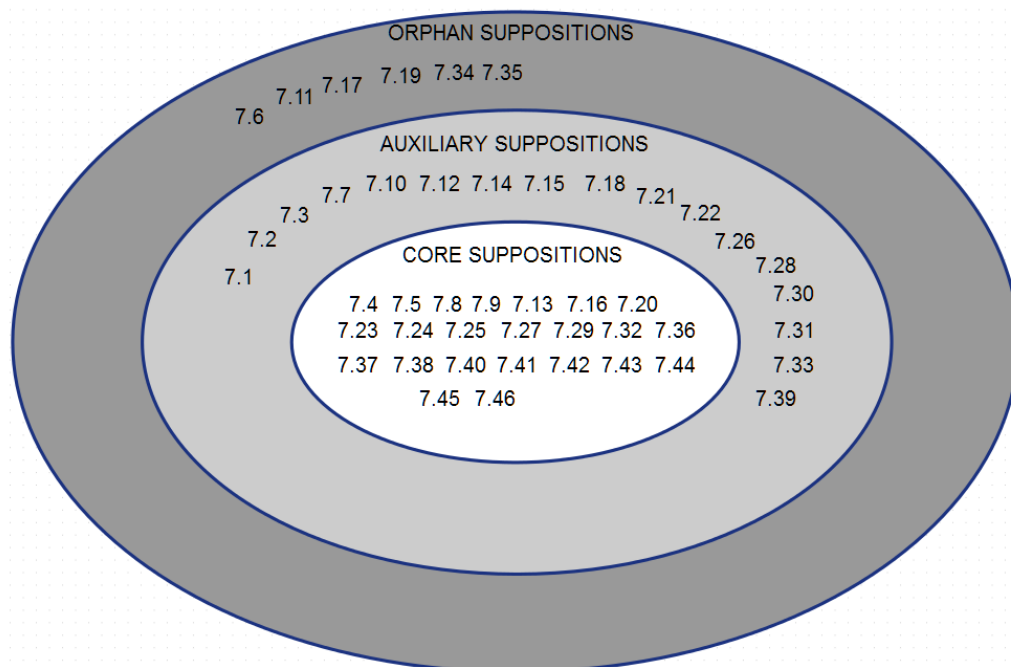 ORPHAN SUPPOSITIONS
7.6 7.11 7.17 7.19 7.34 7.35
AUXILIARY SUPPOSITIONS
7.1 7.2 7.3 7.7 7.10 7.12 7.14 7.15 7.18 7.21 7.22 7.26 7.28 7.30 7.31 7.33 7.39
CORE SUPPOSITIONS
7.4 7.5 7.8 7.9 7.13 7.16 7.20
7.23 7.24 7.25 7.27 7.29 7.32 7.36
7.37 7.38 7.40 7.41 7.42 7.43 7.44
7.45 7.46